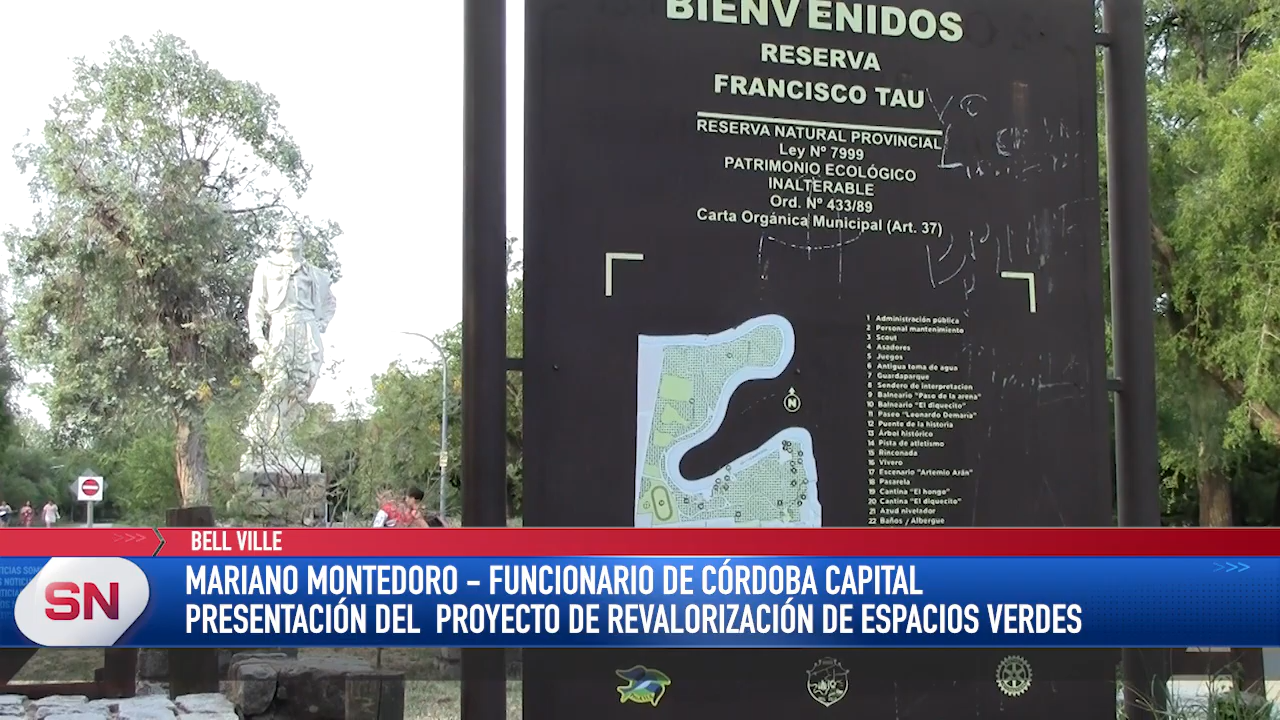 BIENVENIDOS
RESERVA
FRANCISCO TAU
RESERVA NATURAL PROVINCIAL
Ley Nº 7999
PATRIMONIO ECOLÓGICO
INALTERABLE
Ord. Nº 433/89
Carta Orgánica Municipal (Art. 37)
N
1 Administración pública
2 Personal mantenimiento
3 Scout
4 Asadores
5 Juegos
6 Antigua toma de agua
7 Guardaparque
8 Sendero de interpretacion
9 Balneario "Paso de la arena"
10 Balneario "El diquecito"
11 Paseo "Leonardo Demaría"
12 Puente de la historia
13 Árbol histórico
14 Pista de atletismo
15 Rinconada
16 Vivero
17 Escenario "Artemio Arán"
18 Pasarela
19 Cantina "El hongo"
20 Cantina "El diquecito"
21 Azud nivelador
22 Baños / Albergue
BELL VILLE
SN
MARIANO MONTEDORO – FUNCIONARIO DE CÓRDOBA CAPITAL
PRESENTACIÓN DEL PROYECTO DE REVALORIZACIÓN DE ESPACIOS VERDES